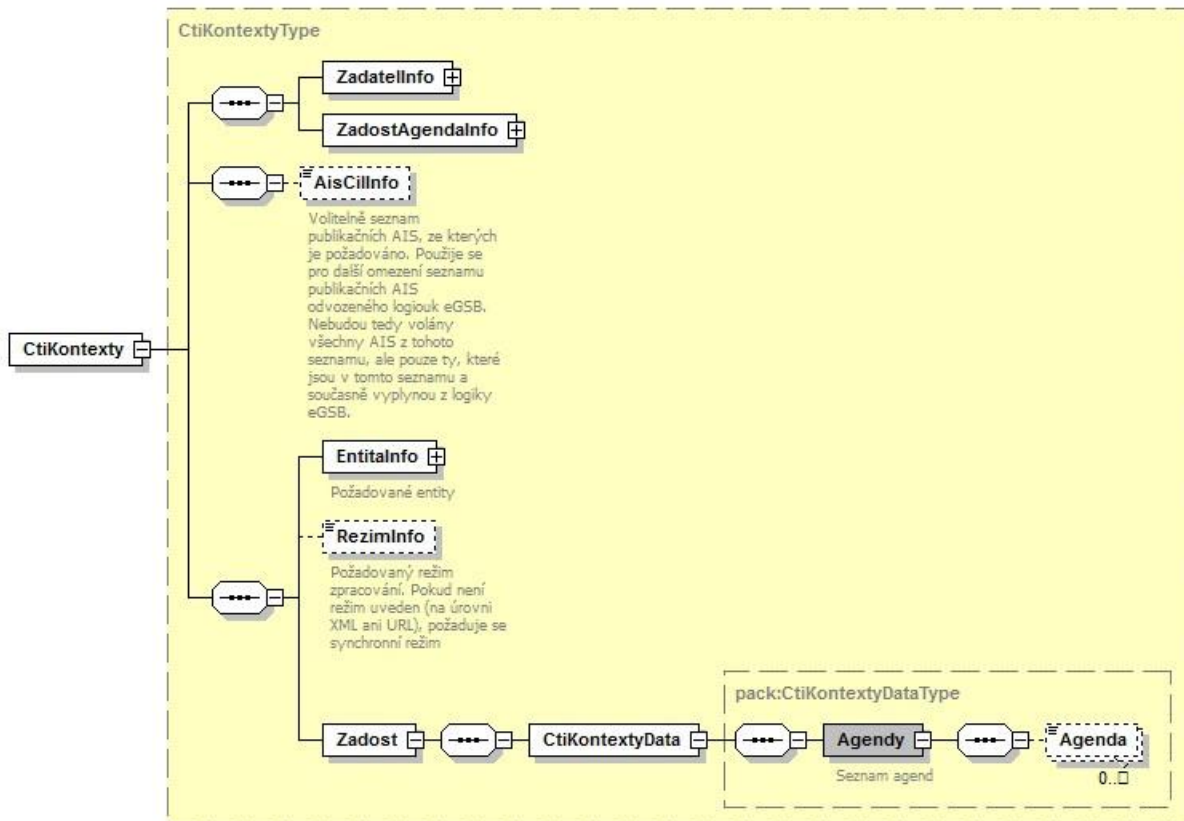 CtiKontextyType
ZadatelInfo
ZadostAgendaInfo
AisCilInfo
Volitelně seznam
publikačních AIS, ze kterých
je požadováno. Použije se
pro další omezení seznamu
publikačních AIS
odvozeného logiouk eGSB.
Nebudou tedy volány
všechny AIS z tohoto
seznamu, ale pouze ty, které
jsou v tomto seznamu a
současně vyplynou z logiky
eGSB.
CtiKontexty
EntitaInfo
Požadované entity
RezimInfo
Požadovaný režim
zpracování. Pokud není
režim uveden (na úrovni
XML ani URL), požaduje se
synchronní režim
pack:CtiKontextyDataType
Zadost
CtiKontextyData
Agendy
Agenda
Seznam agend
0..□